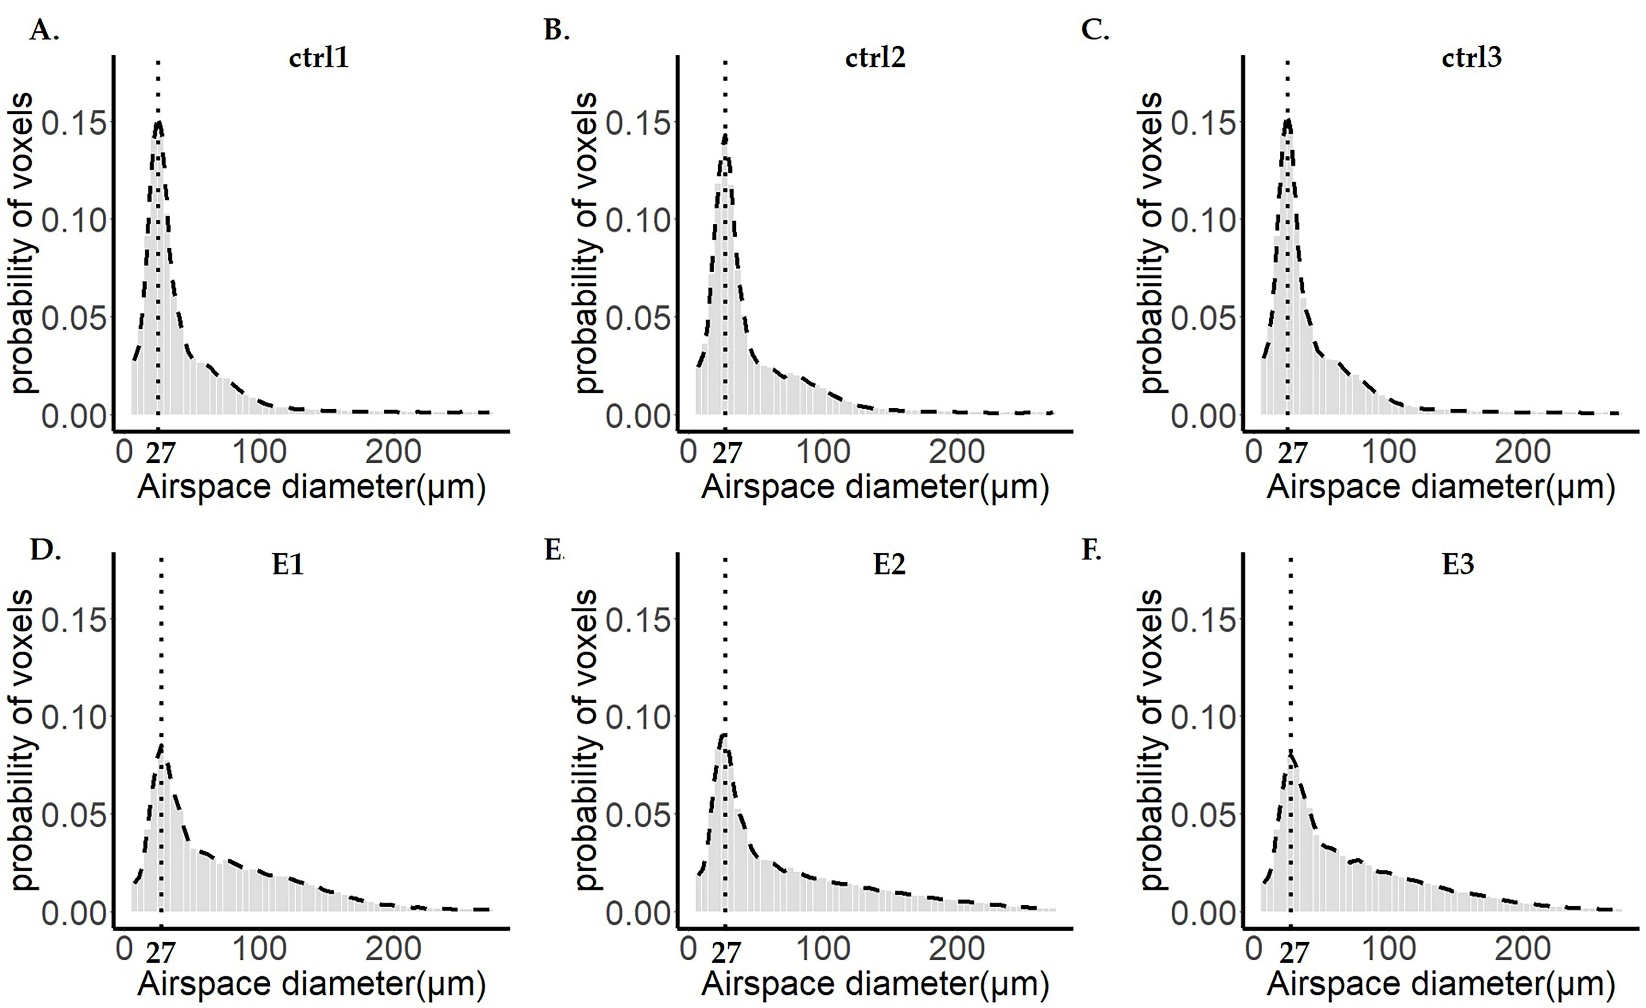 A.
ctrl1
probability of voxels
0.15
0.10
0.05
0.00
0 27 100 200
Airspace diameter(µm)
B.
ctrl2
probability of voxels
0.15
0.10
0.05
0.00
0 27 100 200
Airspace diameter(µm)
C.
ctrl3
probability of voxels
0.15
0.10
0.05
0.00
0 27 100 200
Airspace diameter(µm)
D.
E1
probability of voxels
0.15
0.10
0.05
0.00
0 27 100 200
Airspace diameter(µm)
E.
E2
probability of voxels
0.15
0.10
0.05
0.00
0 27 100 200
Airspace diameter(µm)
F.
E3
probability of voxels
0.15
0.10
0.05
0.00
0 27 100 200
Airspace diameter(µm)